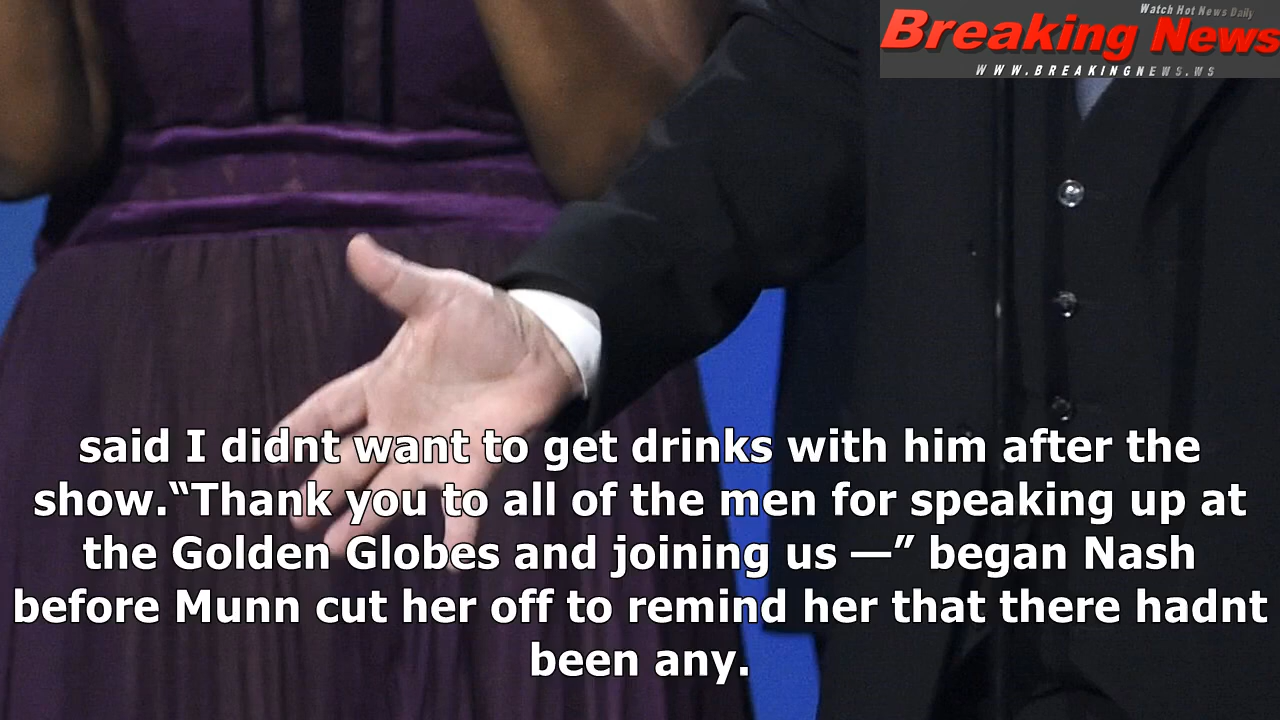 Watch Hot News Daily
Breaking News
WWW.BREAKINGNEWS.WS
said I didnt want to get drinks with him after the
show.“Thank you to all of the men for speaking up at
the Golden Globes and joining us —” began Nash
before Munn cut her off to remind her that there hadnt
been any.